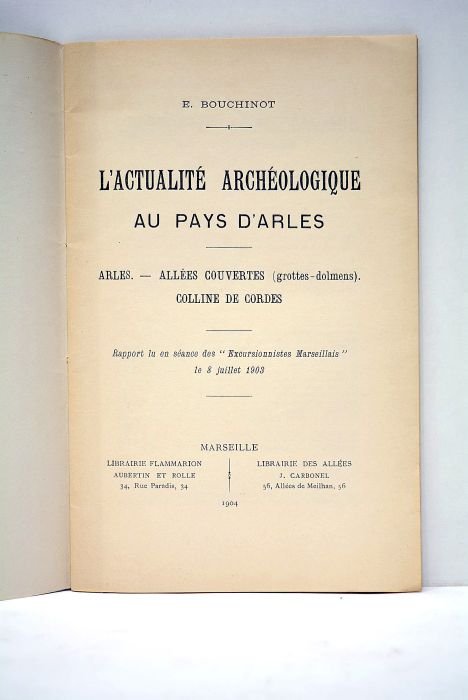 E. BOUCHINOT
L'ACTUALITÉ ARCHÉOLOGIQUE
AU PAYS D'ARLES
ARLES. — ALLÉES COUVERTES (grottes-dolmens).
COLLINE DE CORDES
Rapport lu en séance des "Excursionnistes Marseillais"
le 8 juillet 1903
MARSEILLE
LIBRAIRIE FLAMMARION
AUBERTIN ET ROLLE
34, Rue Paradis, 34
LIBRAIRIE DES ALLÉES
J. CARBONEL
56, Allées de Meilhan, 56
1904